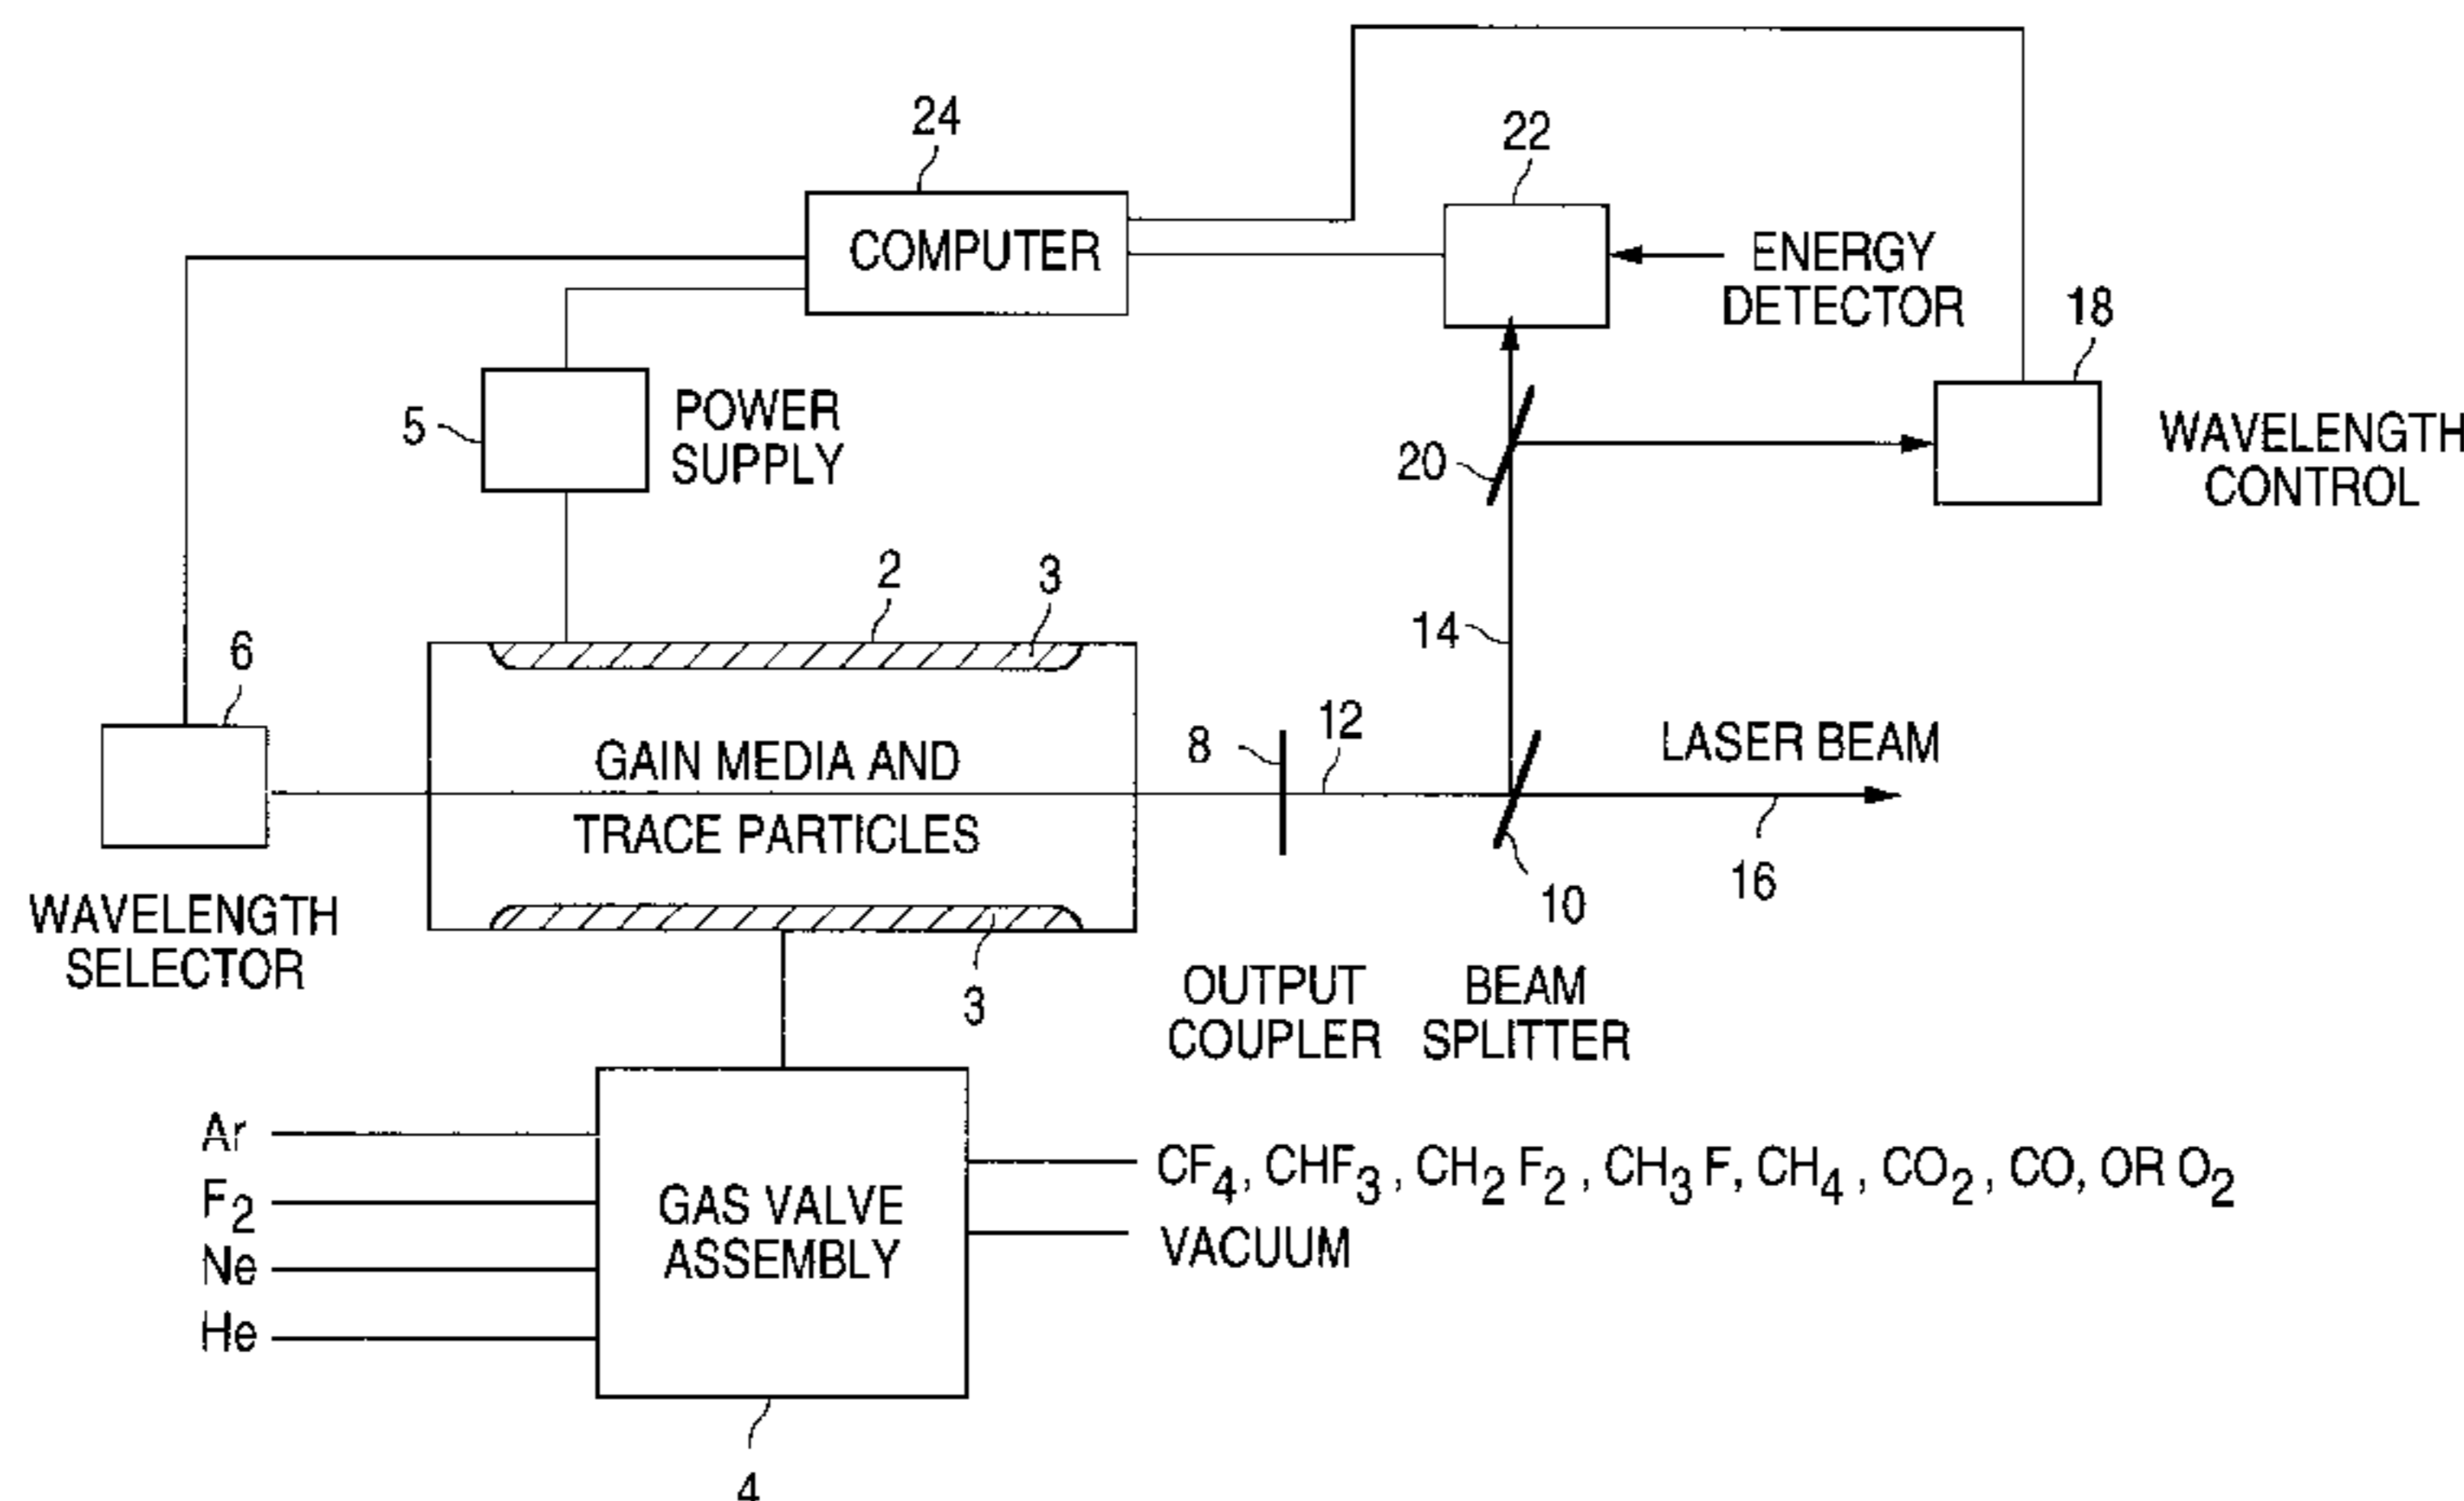 24
22
COMPUTER
ENERGY
DETECTOR
18
5
POWER
SUPPLY
20
WAVELENGTH
CONTROL
2
3
14
6
8
12
LASER BEAM
GAIN MEDIA AND
TRACE PARTICLES
16
10
WAVELENGTH
SELECTOR
3
OUTPUT
COUPLER
BEAM
SPLITTER
Ar
F2
Ne
He
GAS VALVE
ASSEMBLY
CF4, CHF3, CH2 F2, CH3 F, CH4, CO2, CO, OR O2
VACUUM
4